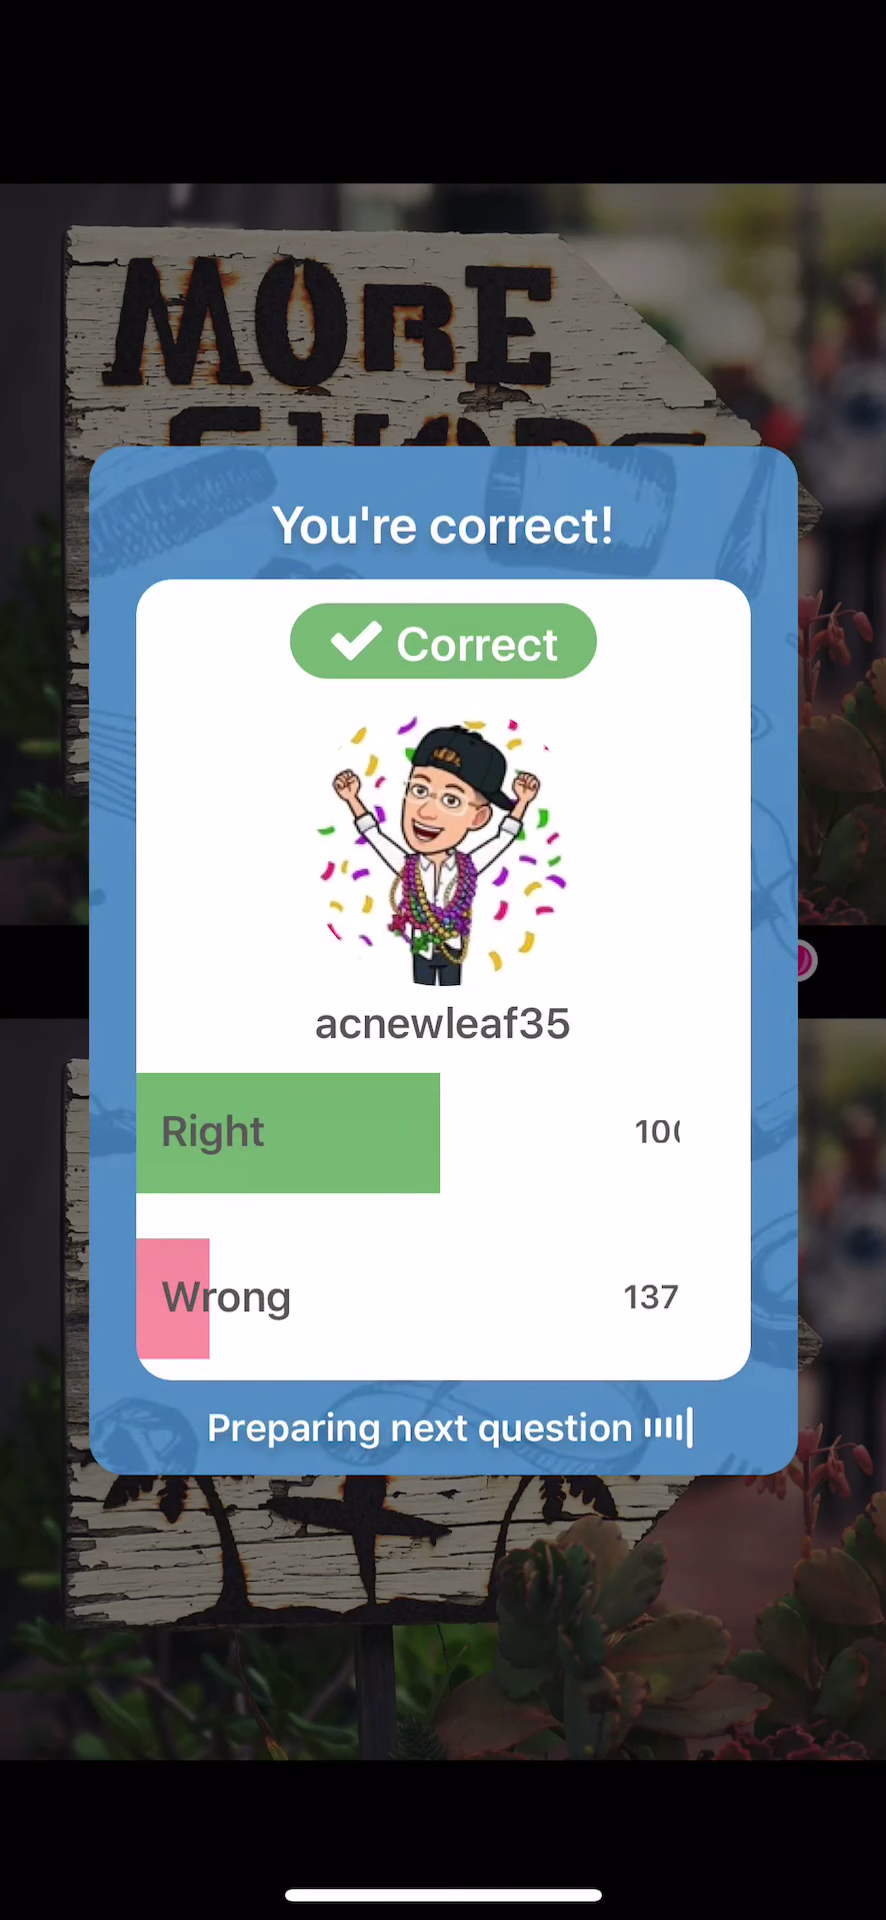 MORE
You're correct!
Correct
acnewleaf35
Right
Wrong 137
Preparing next question